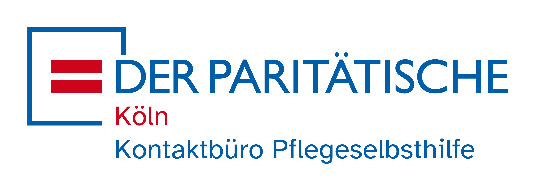 DER PARITÄTISCHE
Köln
Kontaktbüro Pflegeselbsthilfe